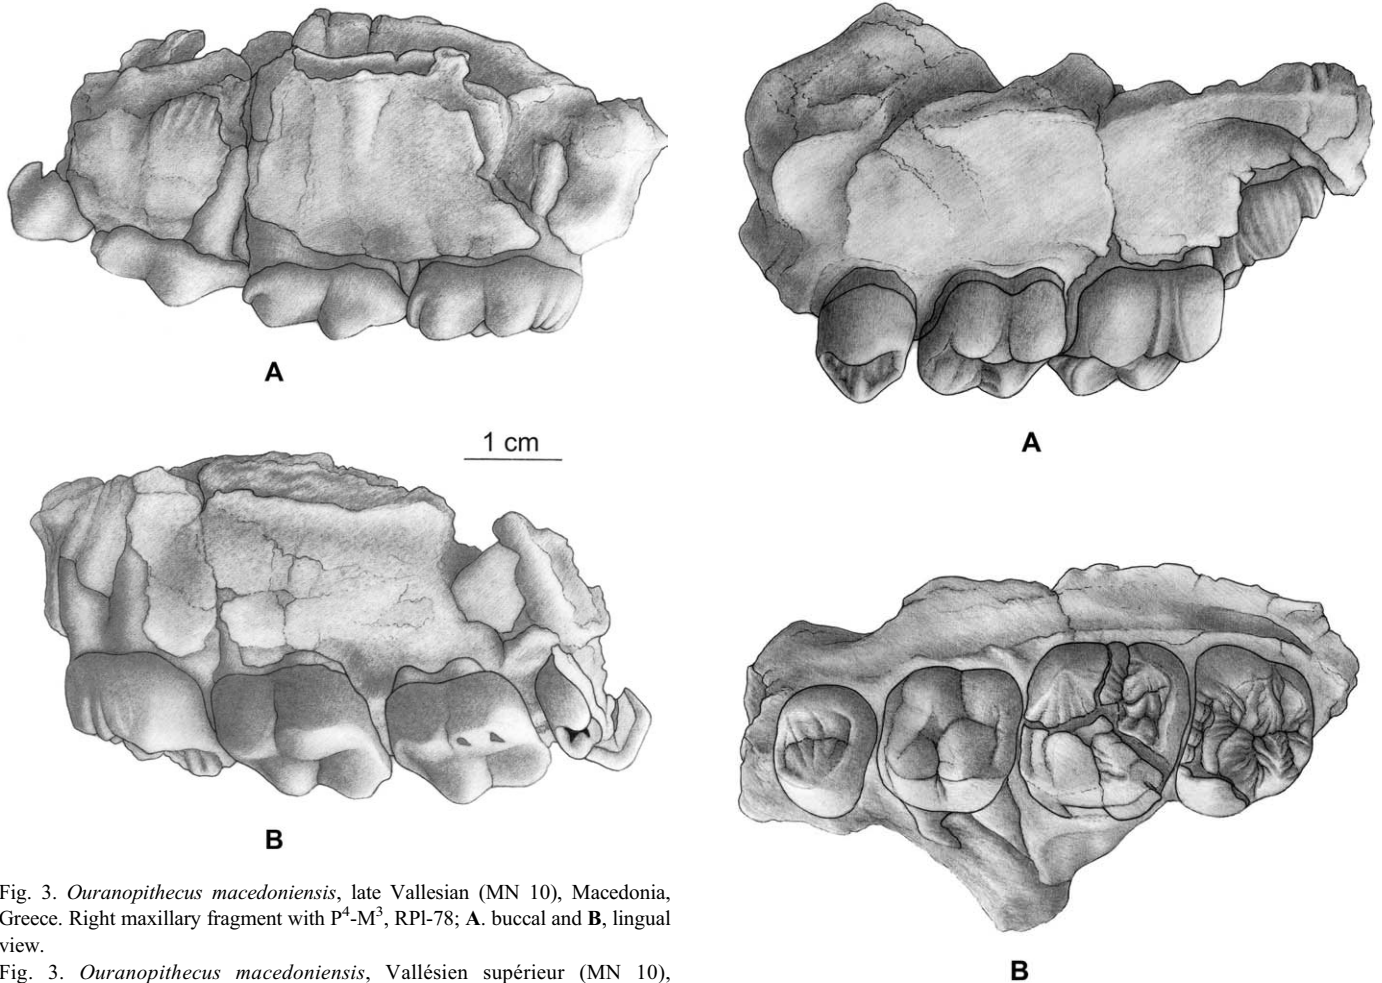 A
1 cm
B
Fig. 3. Ouranopithecus macedoniensis, late Vallesian (MN 10), Macedonia,
Greece. Right maxillary fragment with P⁴-M³, RPl-78; A. buccal and B, lingual
view.
Fig. 3. Ouranopithecus macedoniensis, Vallésien supérieur (MN 10),
A
B